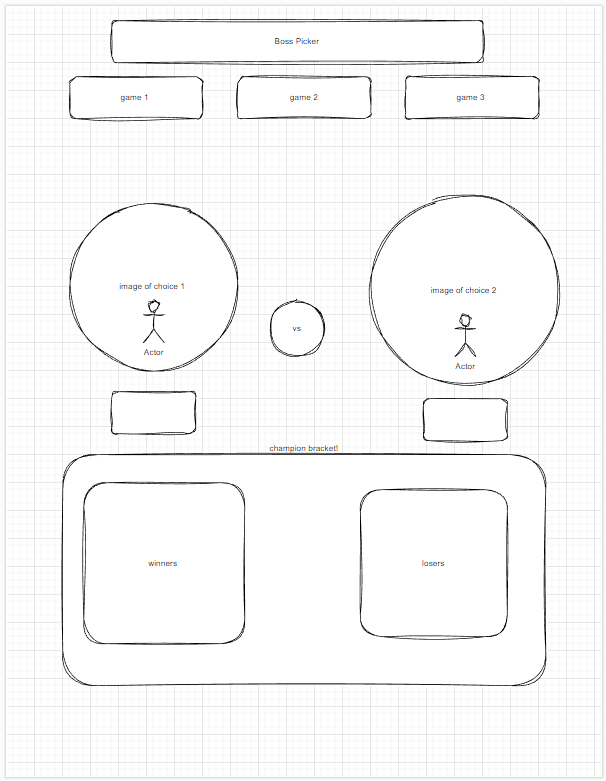 Boss Picker
game 1
game 2
game 3
image of choice 1
image of choice 2
Actor
vs
Actor
champion bracket!
winners
losers